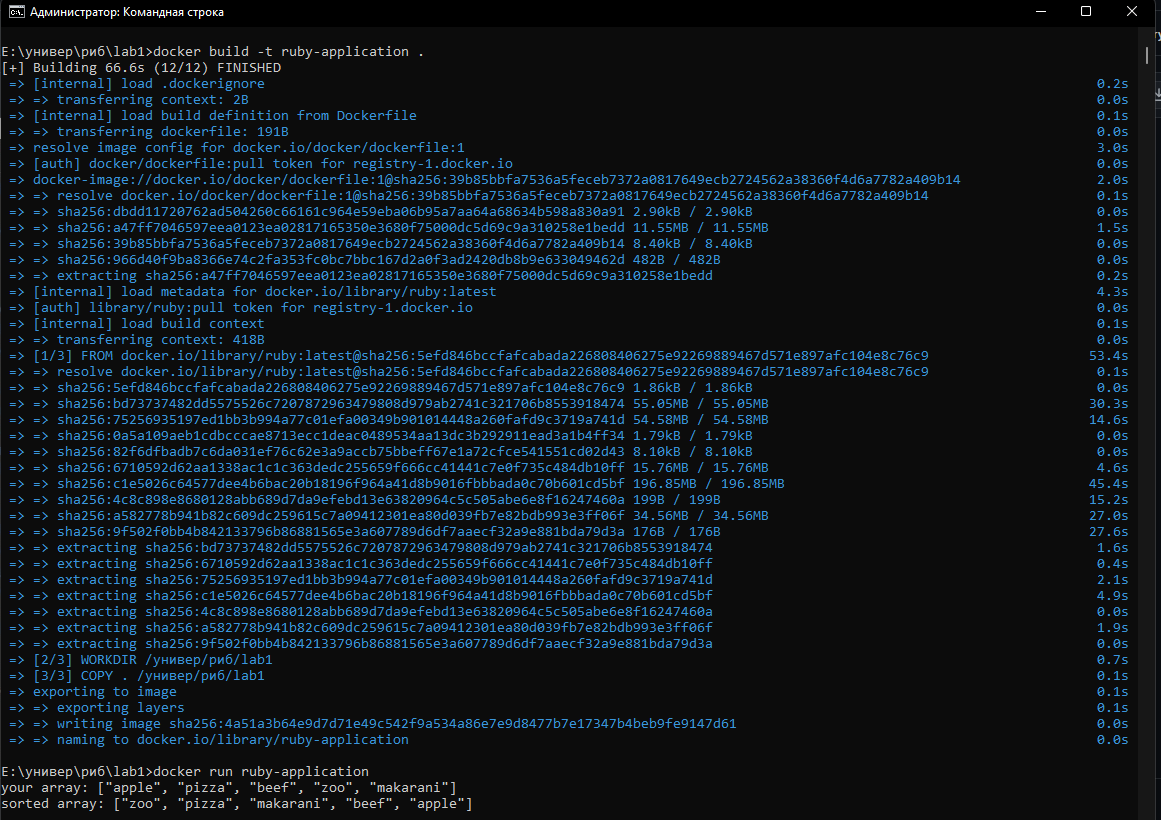 Администратор: Командная строка
E:\универ\риб\lab1>docker build -t ruby-application .
[+] Building 66.6s (12/12) FINISHED
=> [internal] load .dockerignore 0.2s
=> => transferring context: 2B 0.0s
=> [internal] load build definition from Dockerfile 0.1s
=> => transferring dockerfile: 191B 0.0s
=> resolve image config for docker.io/docker/dockerfile:1 3.0s
=> [auth] docker/dockerfile:pull token for registry-1.docker.io 0.0s
=> docker-image://docker.io/docker/dockerfile:1@sha256:39b85bbfa7536a5feceb7372a0817649ecb2724562a38360f4d6a7782a409b14 2.0s
=> => resolve docker.io/docker/dockerfile:1@sha256:39b85bbfa7536a5feceb7372a0817649ecb2724562a38360f4d6a7782a409b14 0.1s
=> => sha256:dbdd11720762ad504260c66161c964e59eba06b95a7aa64a68634b598a830a91 2.90kB / 2.90kB 0.0s
=> => sha256:a47ff7046597eea0123ea02817165350e3680f75000dc5d69c9a310258e1bedd 11.55MB / 11.55MB 1.5s
=> => sha256:39b85bbfa7536a5feceb7372a0817649ecb2724562a38360f4d6a7782a409b14 8.40kB / 8.40kB 0.0s
=> => sha256:966d40f9ba8366e74c2fa353fc0bc7bbc167d2a0f3ad2420db8b9e633049462d 482B / 482B 0.0s
=> => extracting sha256:a47ff7046597eea0123ea02817165350e3680f75000dc5d69c9a310258e1bedd 0.2s
=> [internal] load metadata for docker.io/library/ruby:latest 4.3s
=> [auth] library/ruby:pull token for registry-1.docker.io 0.0s
=> [internal] load build context 0.1s
=> => transferring context: 418B 0.0s
=> [1/3] FROM docker.io/library/ruby:latest@sha256:5efd846bccfafcabada226808406275e92269889467d571e897afc104e8c76c9 53.4s
=> => resolve docker.io/library/ruby:latest@sha256:5efd846bccfafcabada226808406275e92269889467d571e897afc104e8c76c9 0.1s
=> => sha256:5efd846bccfafcabada226808406275e92269889467d571e897afc104e8c76c9 1.86kB / 1.86kB 0.0s
=> => sha256:bd73737482dd5575526c7207872963479808d979ab2741c321706b8553918474 55.05MB / 55.05MB 30.3s
=> => sha256:75256935197ed1bb3b994a77c01efa00349b901014448a260fafd9c3719a741d 54.58MB / 54.58MB 14.6s
=> => sha256:0a5a109aeb1cdbcccae8713ecc1deac0489534aa13dc3b292911ead3a1b4ff34 1.79kB / 1.79kB 0.0s
=> => sha256:82f6dfbadb7c6da031ef76c62e3a9accb75bbeff67e1a72cfce541551cd02d43 8.10kB / 8.10kB 0.0s
=> => sha256:6710592d62aa1338ac1c1c363dedc255659f666cc41441c7e0f735c484db10ff 15.76MB / 15.76MB 4.6s
=> => sha256:c1e5026c64577dee4b6bac20b18196f964a41d8b9016fbbbada0c70b601cd5bf 196.85MB / 196.85MB 45.4s
=> => sha256:4c8c898e8680128abb689d7da9efebd13e63820964c5c505abe6e8f16247460a 199B / 199B 15.2s
=> => sha256:a582778b941b82c609dc259615c7a09412301ea80d039fb7e82bdb993e3ff06f 34.56MB / 34.56MB 27.0s
=> => sha256:9f502f0bb4b842133796b86881565e3a607789d6df7aaecf32a9e881bda79d3a 176B / 176B 27.6s
=> => extracting sha256:bd73737482dd5575526c7207872963479808d979ab2741c321706b8553918474 1.6s
=> => extracting sha256:6710592d62aa1338ac1c1c363dedc255659f666cc41441c7e0f735c484db10ff 0.4s
=> => extracting sha256:75256935197ed1bb3b994a77c01efa00349b901014448a260fafd9c3719a741d 2.1s
=> => extracting sha256:c1e5026c64577dee4b6bac20b18196f964a41d8b9016fbbbada0c70b601cd5bf 4.9s
=> => extracting sha256:4c8c898e8680128abb689d7da9efebd13e63820964c5c505abe6e8f16247460a 0.0s
=> => extracting sha256:a582778b941b82c609dc259615c7a09412301ea80d039fb7e82bdb993e3ff06f 1.9s
=> => extracting sha256:9f502f0bb4b842133796b86881565e3a607789d6df7aaecf32a9e881bda79d3a 0.0s
=> [2/3] WORKDIR /универ/риб/lab1 0.7s
=> [3/3] COPY . /универ/риб/lab1 0.1s
=> exporting to image 0.1s
=> => exporting layers 0.1s
=> => writing image sha256:4a51a3b64e9d7d71e49c542f9a534a86e7e9d8477b7e17347b4beb9fe9147d61 0.0s
=> => naming to docker.io/library/ruby-application 0.0s
E:\универ\риб\lab1>docker run ruby-application
your array: ["apple", "pizza", "beef", "zoo", "makarani"]
sorted array: ["zoo", "pizza", "makarani", "beef", "apple"]